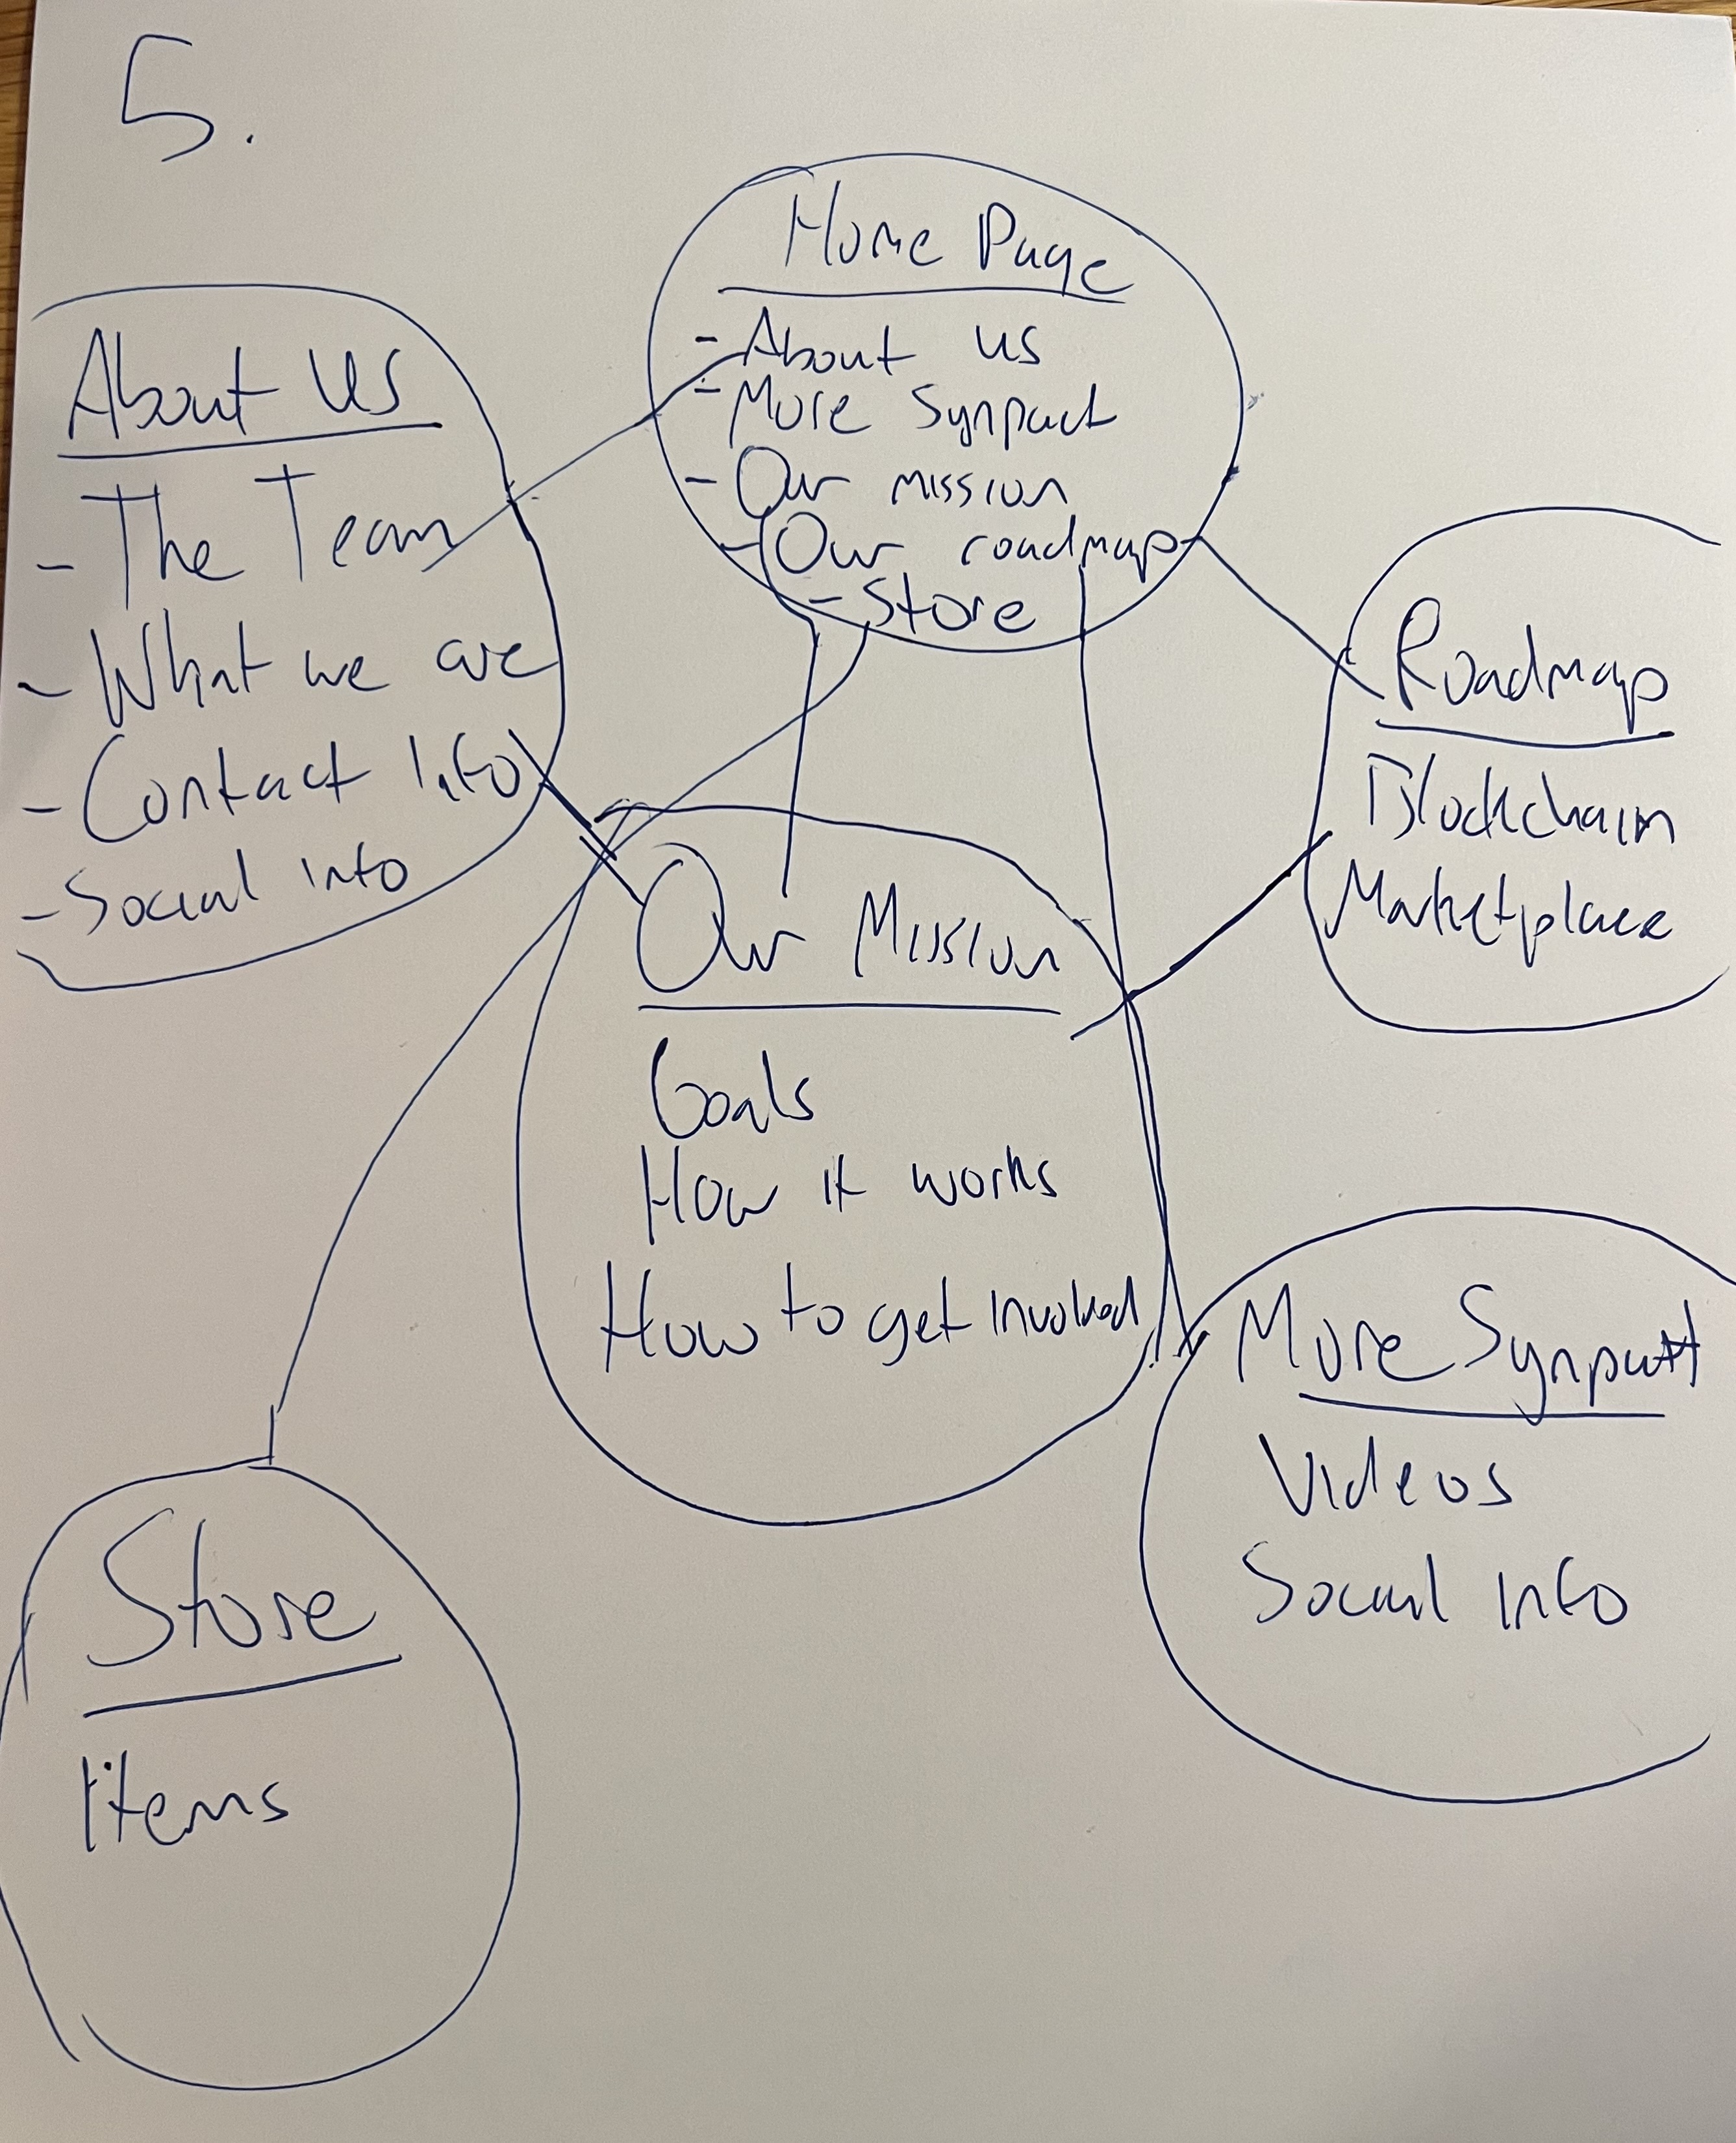 5.
Home Page
- About us
- More Synpact
- Our mission
- Our roadmap
- Store
About Us
- The Team
- What we are
- Contact Info
- Social info
Roadmap
Blockchain
Marketplace
Our Mission
Goals
How it works
How to get involved
More Synpact
Videos
Social Info
Store
Items